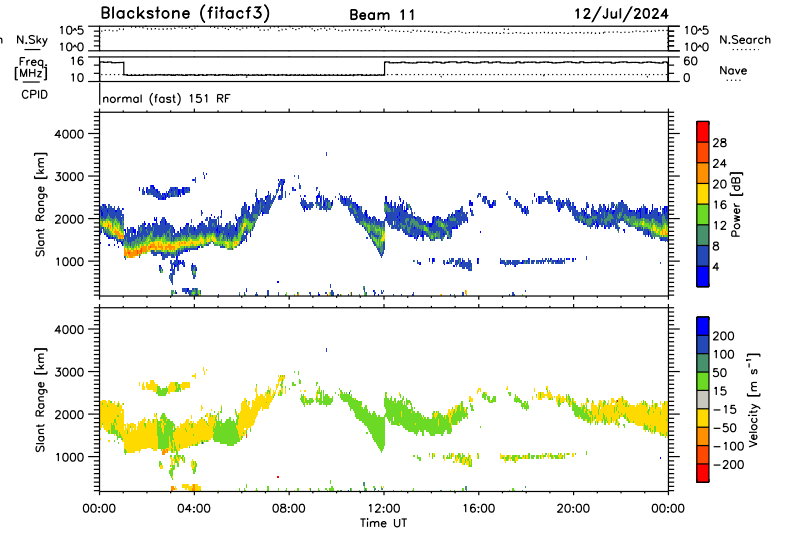 Blackstone (fitacf3) Beam 11 12/Jul/2024
N.Sky 10^5 10^0 10^5 10^0 N.Search
Freq. [MHz] 16 10 60 0 Nave
CPID normal (fast) 151 RF
Slant Range [km] 4000 3000 2000 1000
28 24 20 16 12 8 4 Power [dB]
Slant Range [km] 4000 3000 2000 1000
200 100 50 15 −15 −50 −100 −200 Velocity [m s⁻¹]
00:00 04:00 08:00 12:00 16:00 20:00 00:00
Time UT